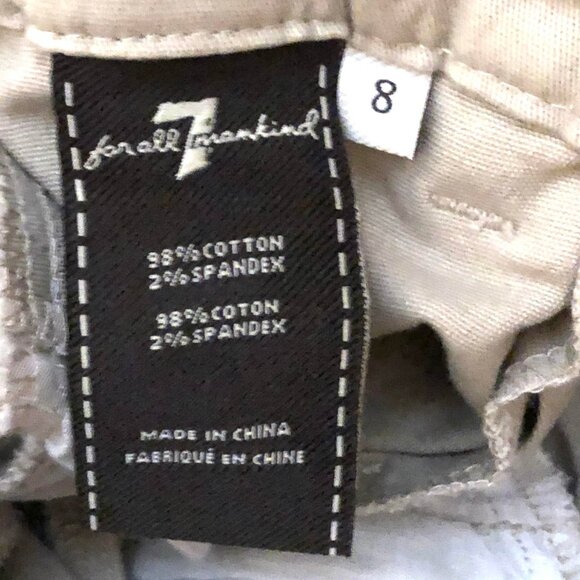 for all 7 mankind
8
98% COTTON
2% SPANDEX
98% COTON
2% SPANDEX
MADE IN CHINA
FABRIQUÉ EN CHINE